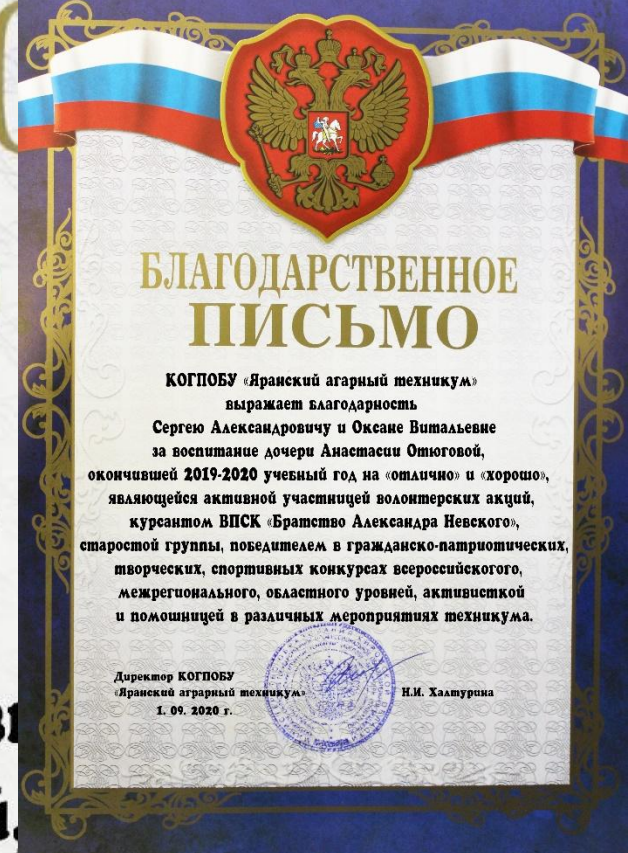 БЛАГОДАРСТВЕННОЕ
ПИСЬМО
КОГПОБУ «Яранский агарный техникум»
выражает благодарность
Сергею Александровичу и Оксане Витальевне
за воспитание дочери Анастасии Отюговой,
окончившей 2019-2020 учебный год на «отлично» и «хорошо»,
являющейся активной участницей волонтерских акций,
курсантом ВПСК «Братство Александра Невского»,
старостой группы, победителем в гражданско-патриотических,
творческих, спортивных конкурсах всероссийскогого,
межрегионального, областного уровней, активисткой
и помошницей в различных мероприятиях техникума.
Директор КОГПОБУ
«Яранский аграрный техникум»
Н.И. Халтурина
1. 09. 2020 г.